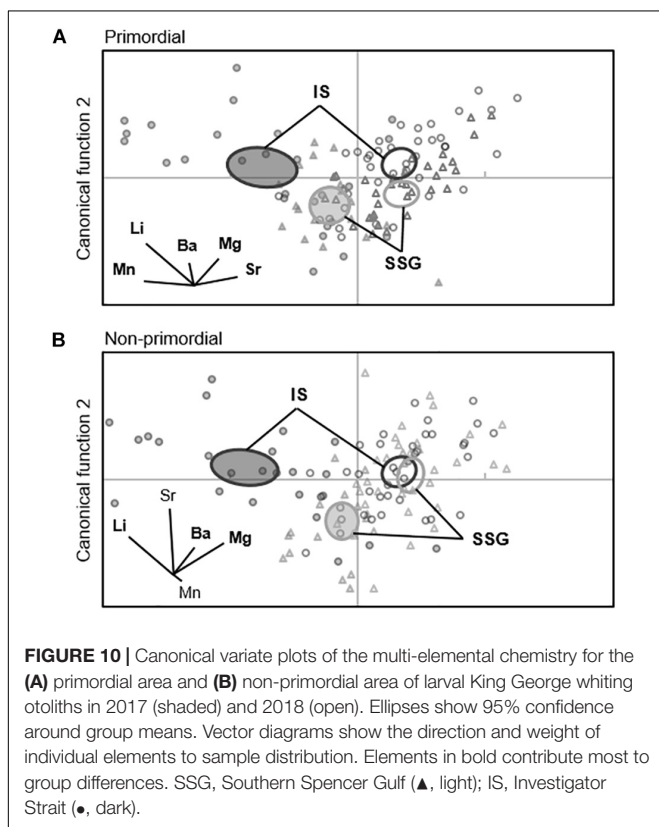 A Primordial
IS
Canonical function 2
Li
Ba
Mg
Mn
Sr
SSG
B Non-primordial
IS
Canonical function 2
Sr
Li
Ba
Mg
Mn
SSG
FIGURE 10 | Canonical variate plots of the multi-elemental chemistry for the
(A) primordial area and (B) non-primordial area of larval King George whiting
otoliths in 2017 (shaded) and 2018 (open). Ellipses show 95% confidence
around group means. Vector diagrams show the direction and weight of
individual elements to sample distribution. Elements in bold contribute most to
group differences. SSG, Southern Spencer Gulf (▲, light); IS, Investigator
Strait (●, dark).